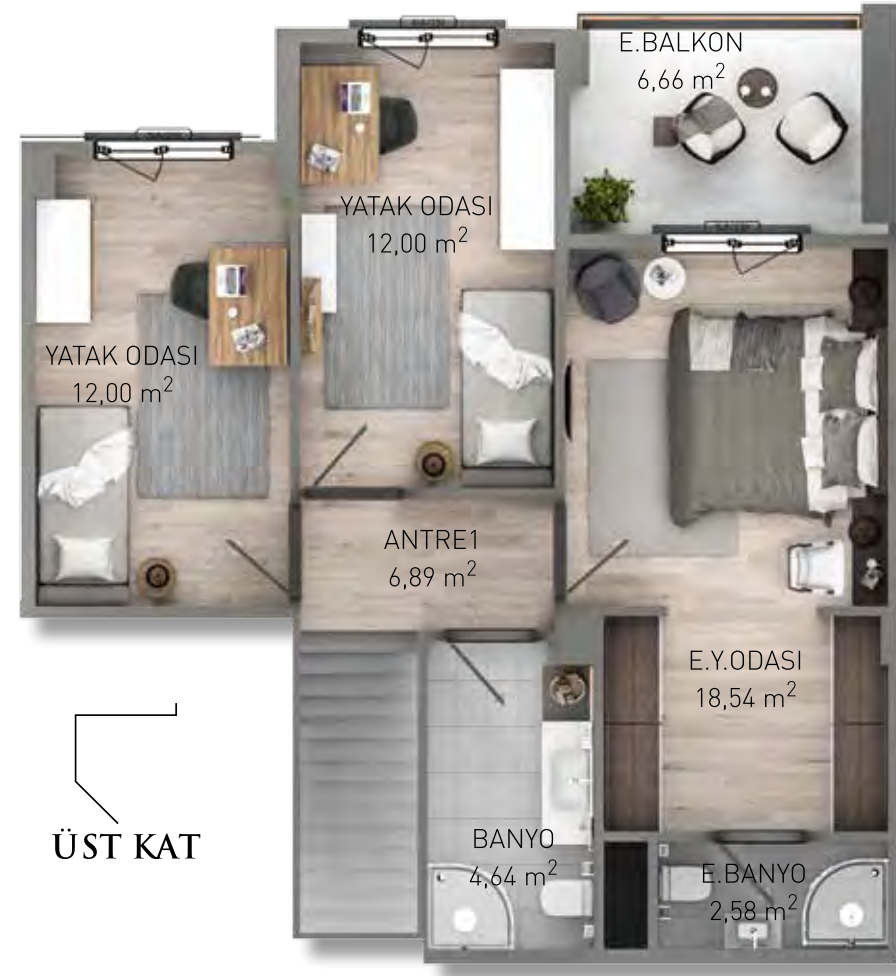 E.BALKON
6,66 m²
YATAK ODASI
12,00 m²
YATAK ODASI
12,00 m²
ANTRE1
6,89 m²
E.Y.ODASI
18,54 m²
ÜST KAT
BANYO
4,64 m²
E.BANYO
2,58 m²